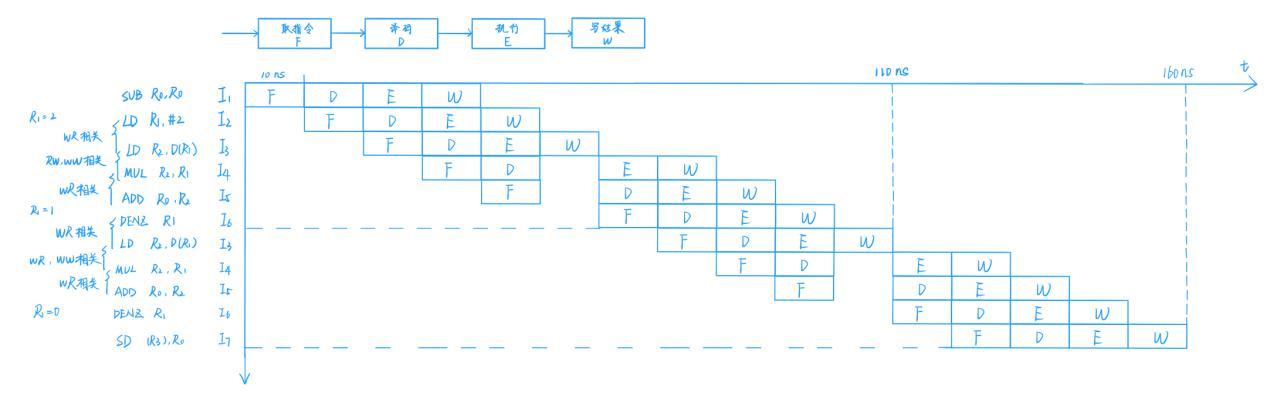 取指令
F
译码
D
执行
E
写结果
W
10 ns
110 ns
160 ns
t
SUB R0,R0 I1 F D E W
R1=2
LD R1,#2 I2 F D E W
WR相关
LD R2,D(R1) I3 F D E W
RW,WW相关
MUL R2,R1 I4 F D E W
WR相关
ADD R0,R2 I5 F D E W
R1=1
DENZ R1 I6 F D E W
WR相关
LD R2,D(R1) I3 F D E W
WR,WW相关
MUL R2,R1 I4 F D E W
WR相关
ADD R0,R2 I5 F D E W
R1=0
DENZ R1 I6 F D E W
SD (R3),R0 I7 F D E W